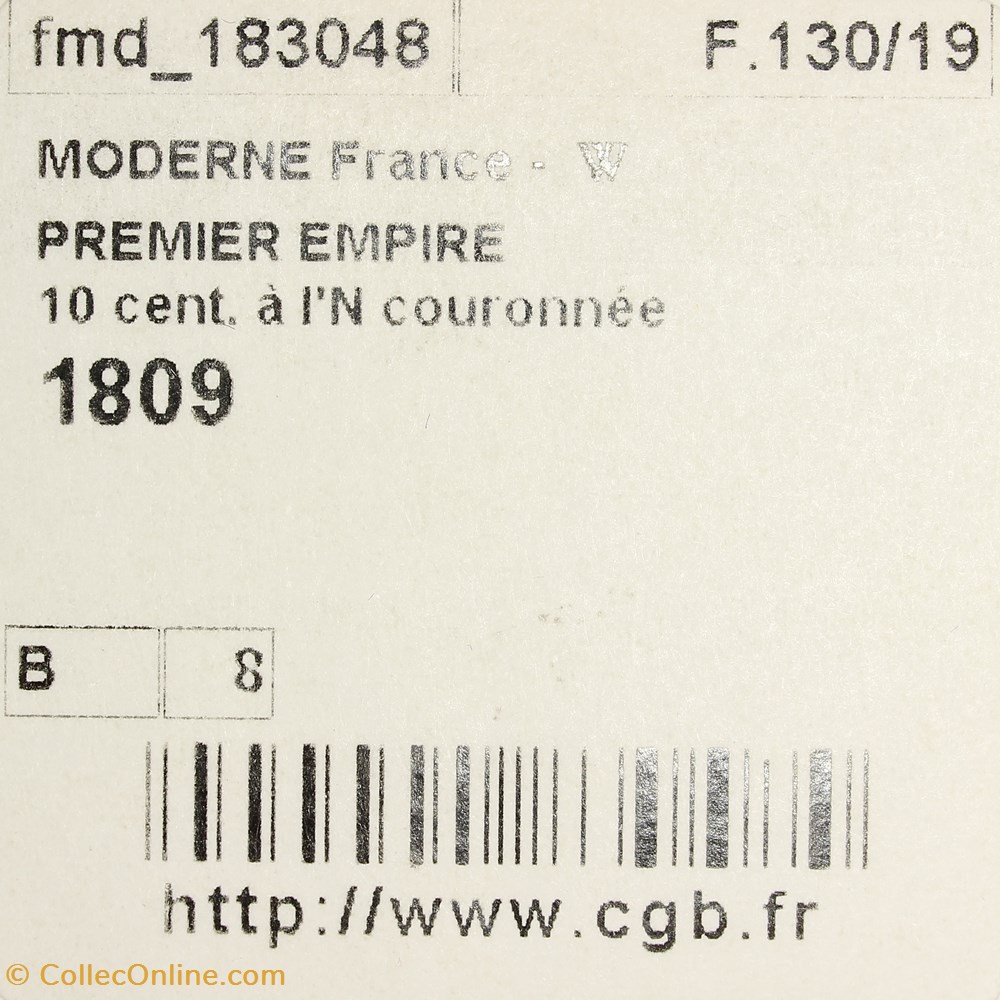 fmd_183048 F.130/19
MODERNE France - W
PREMIER EMPIRE
10 cent. à l'N couronnée
1809
B 8
http://www.cgb.fr
© CollecOnline.com